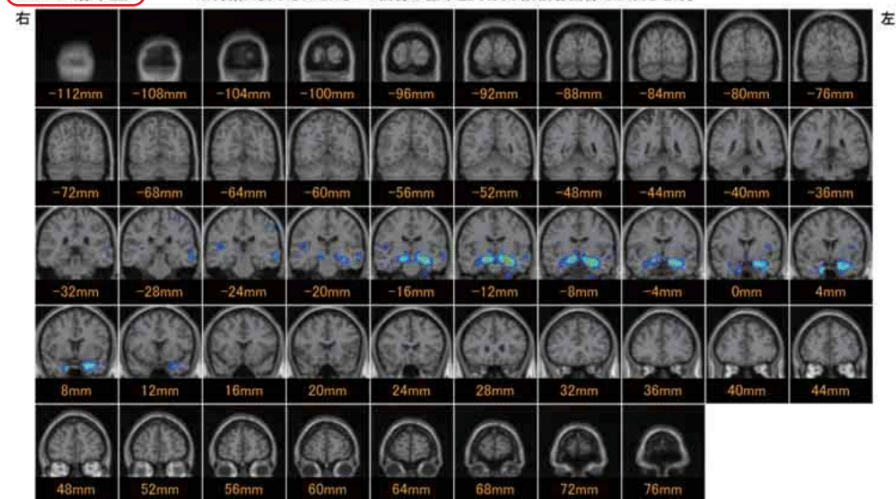 右 左
-112mm -108mm -104mm -100mm -96mm -92mm -88mm -84mm -80mm -76mm
-72mm -68mm -64mm -60mm -56mm -52mm -48mm -44mm -40mm -36mm
-32mm -28mm -24mm -20mm -16mm -12mm -8mm -4mm 0mm 4mm
8mm 12mm 16mm 20mm 24mm 28mm 32mm 36mm 40mm 44mm
48mm 52mm 56mm 60mm 64mm 68mm 72mm 76mm